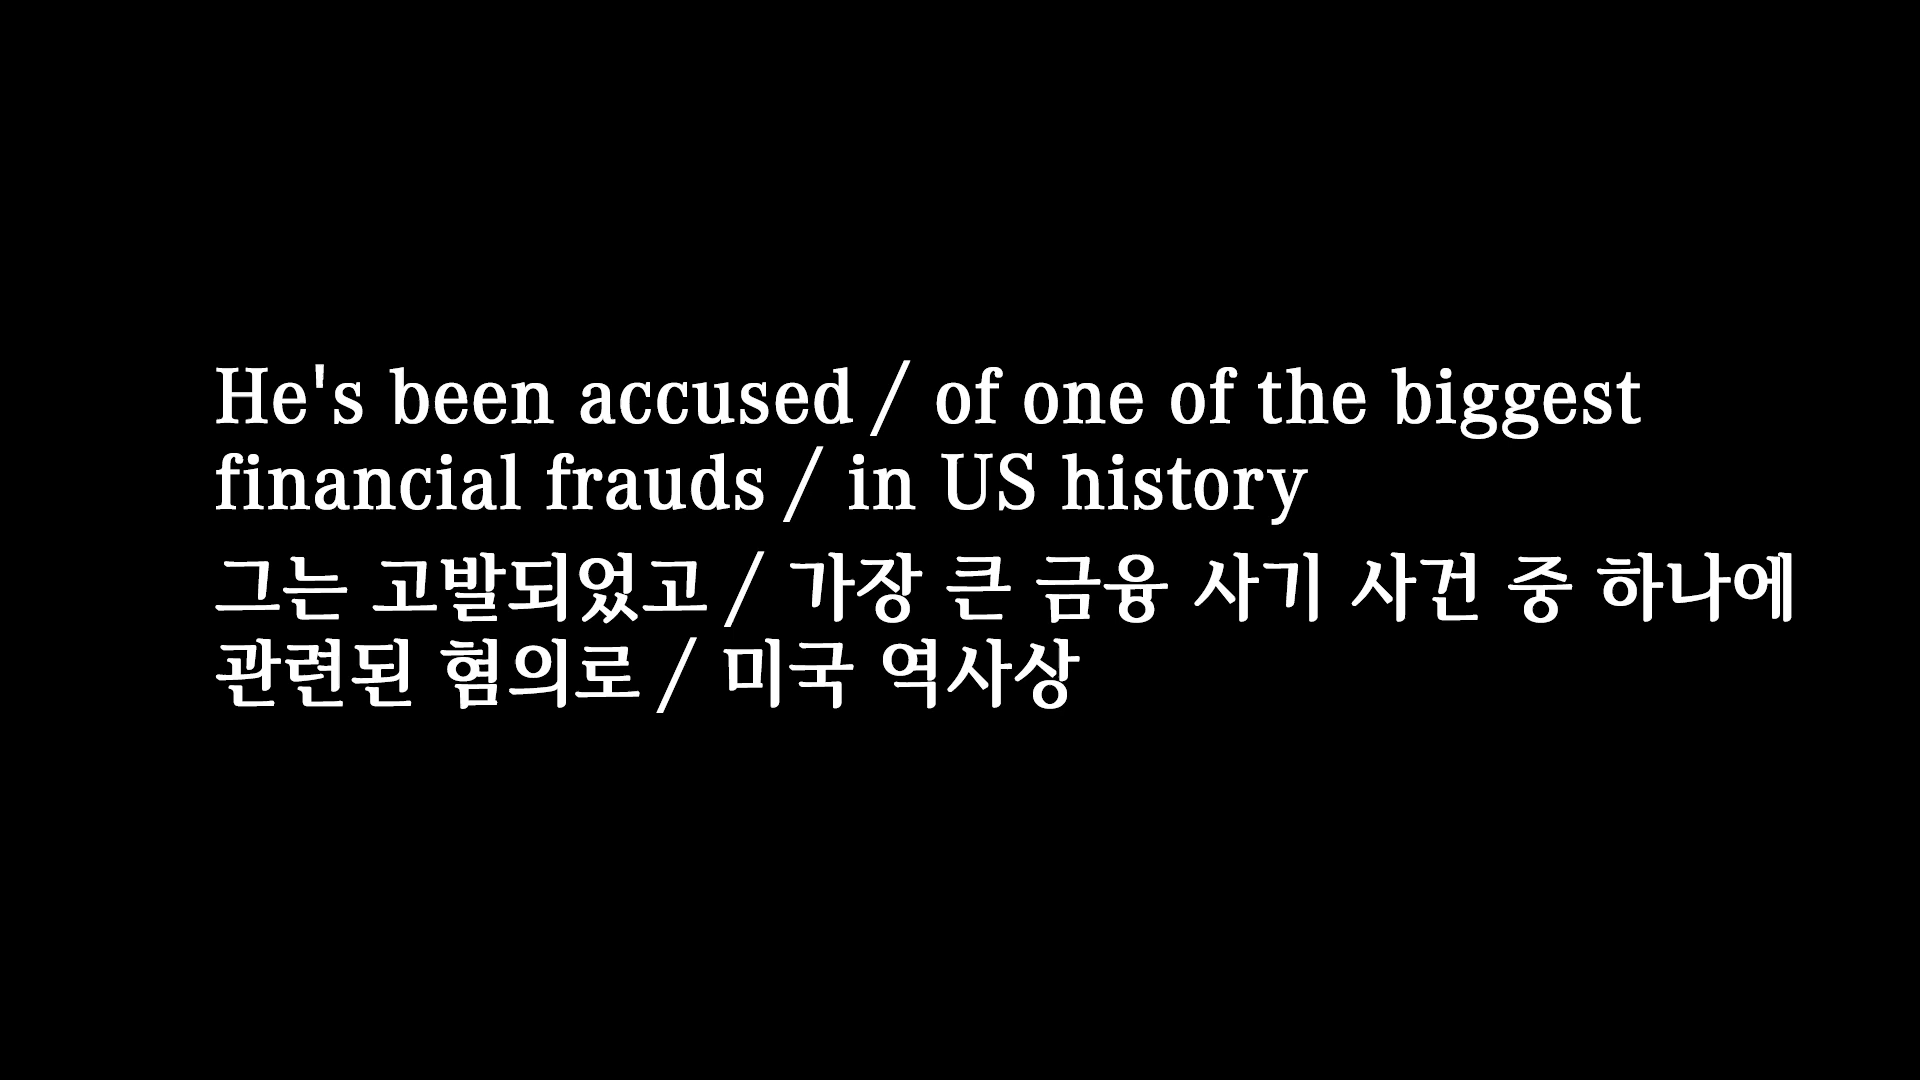 He's been accused / of one of the biggest
financial frauds / in US history
그는 고발되었고 / 가장 큰 금융 사기 사건 중 하나에
관련된 혐의로 / 미국 역사상